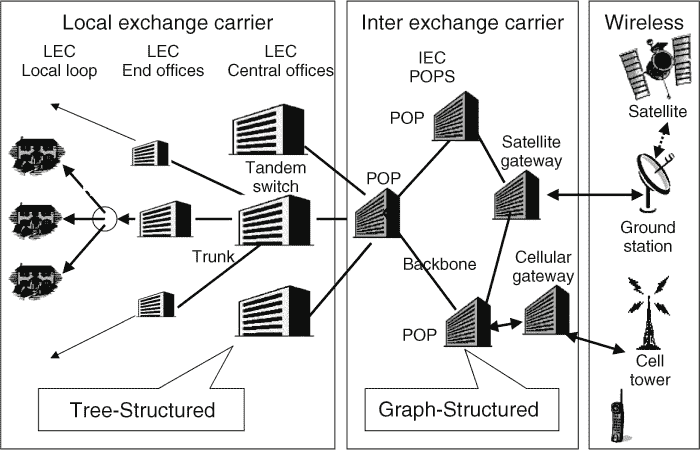 Local exchange carrier
Inter exchange carrier
Wireless
LEC
Local loop
LEC
End offices
LEC
Central offices
IEC
POPS
POP
Satellite
Tandem
switch
POP
Satellite
gateway
Ground
station
Trunk
Backbone
Cellular
gateway
POP
Cell
tower
Tree-Structured
Graph-Structured